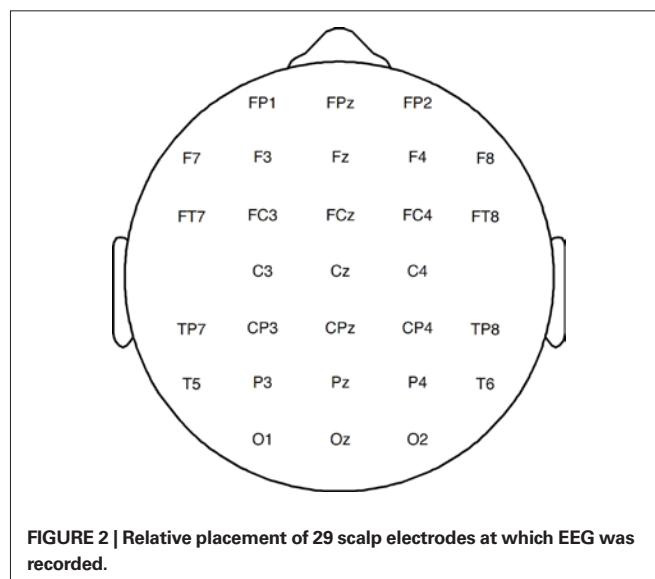 FP1 FPz FP2
F7 F3 Fz F4 F8
FT7 FC3 FCz FC4 FT8
C3 Cz C4
TP7 CP3 CPz CP4 TP8
T5 P3 Pz P4 T6
O1 Oz O2
FIGURE 2 | Relative placement of 29 scalp electrodes at which EEG was
recorded.